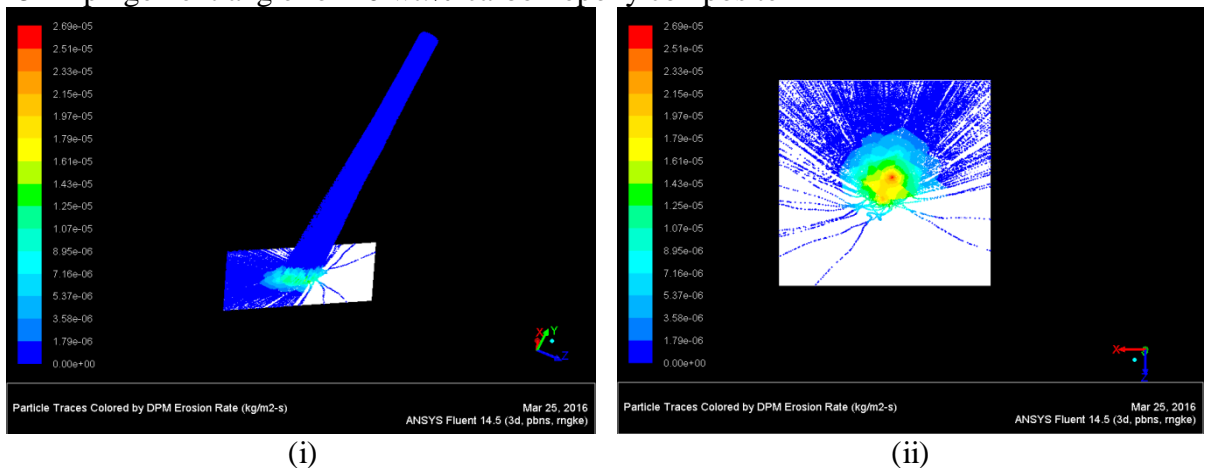 impingement angle
2.69e-05
2.51e-05
2.33e-05
2.15e-05
1.97e-05
1.79e-05
1.61e-05
1.43e-05
1.25e-05
1.07e-05
8.95e-06
7.16e-06
5.37e-06
3.58e-06
1.79e-06
0.00e+00
X Y
Z
Particle Traces Colored by DPM Erosion Rate (kg/m2-s)
Mar 25, 2016
ANSYS Fluent 14.5 (3d, pbns, rngke)
(i)
2.69e-05
2.51e-05
2.33e-05
2.15e-05
1.97e-05
1.79e-05
1.61e-05
1.43e-05
1.25e-05
1.07e-05
8.95e-06
7.16e-06
5.37e-06
3.58e-06
1.79e-06
0.00e+00
X
Particle Traces Colored by DPM Erosion Rate (kg/m2-s)
Mar 25, 2016
ANSYS Fluent 14.5 (3d, pbns, rngke)
(ii)